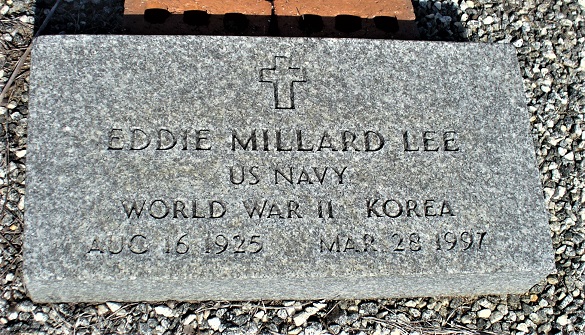 EDDIE MILLARD LEE
US NAVY
WORLD WAR II KOREA
AUG 16 1925 MAR 28 1997